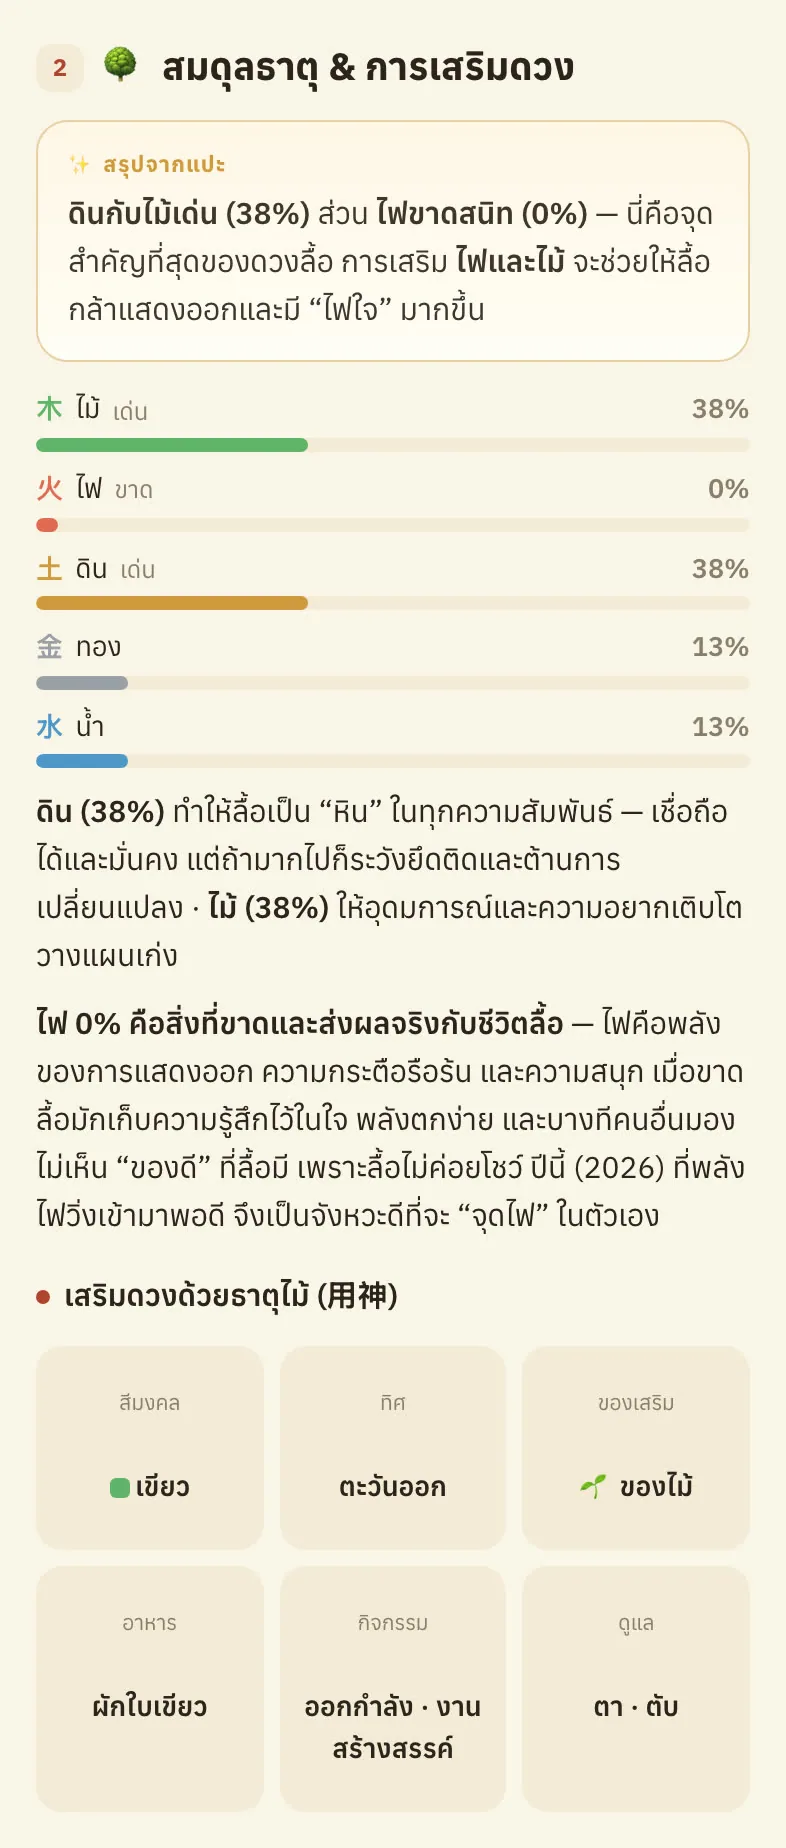 2 สมดุลธาตุ & การเสริมดวง
สรุปจากแปะ
ดินกับไม้เด่น (38%) ส่วน ไฟขาดสนิท (0%) — นี่คือจุด
สำคัญที่สุดของดวงลื้อ การเสริม ไฟและไม้ จะช่วยให้ลื้อ
กล้าแสดงออกและมี “ไฟใจ” มากขึ้น
木 ไม้ เด่น 38%
火 ไฟ ขาด 0%
土 ดิน เด่น 38%
金 ทอง 13%
水 น้ำ 13%
ดิน (38%) ทำให้ลื้อเป็น “หิน” ในทุกความสัมพันธ์ — เชื่อถือ
ได้และมั่นคง แต่ถ้ามากไปก็ระวังยึดติดและต้านการ
เปลี่ยนแปลง · ไม้ (38%) ให้อุดมการณ์และความอยากเติบโต
วางแผนเก่ง
ไฟ 0% คือสิ่งที่ขาดและส่งผลจริงกับชีวิตลื้อ — ไฟคือพลัง
ของการแสดงออก ความกระตือรือร้น และความสนุก เมื่อขาด
ลื้อมักเก็บความรู้สึกไว้ในใจ พลังตกง่าย และบางทีคนอื่นมอง
ไม่เห็น “ของดี” ที่ลื้อมี เพราะลื้อไม่ค่อยโชว์ ปีนี้ (2026) ที่พลัง
ไฟวิ่งเข้ามาพอดี จึงเป็นจังหวะดีที่จะ “จุดไฟ” ในตัวเอง
เสริมดวงด้วยธาตุไม้ (用神)
สีมงคล ทิศ ของเสริม
เขียว ตะวันออก ของไม้
อาหาร กิจกรรม ดูแล
ผักใบเขียว ออกกำลัง · งาน ตา · ตับ
สร้างสรรค์